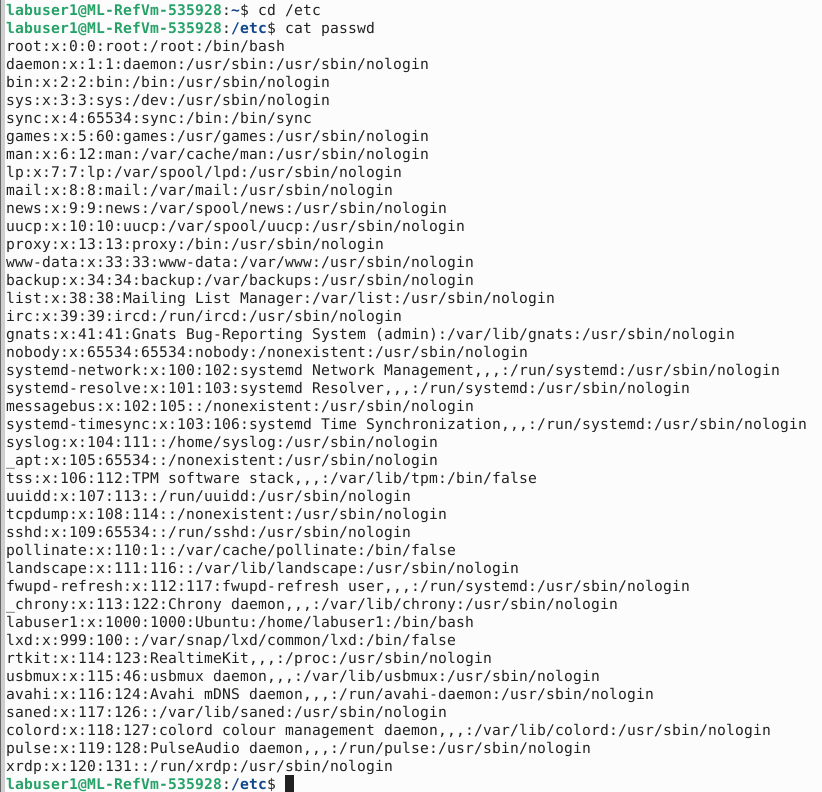 labuser1@ML-RefVm-535928:~$ cd /etc
labuser1@ML-RefVm-535928:/etc$ cat passwd
root:x:0:0:root:/root:/bin/bash
daemon:x:1:1:daemon:/usr/sbin:/usr/sbin/nologin
bin:x:2:2:bin:/bin:/usr/sbin/nologin
sys:x:3:3:sys:/dev:/usr/sbin/nologin
sync:x:4:65534:sync:/bin:/bin/sync
games:x:5:60:games:/usr/games:/usr/sbin/nologin
man:x:6:12:man:/var/cache/man:/usr/sbin/nologin
lp:x:7:7:lp:/var/spool/lpd:/usr/sbin/nologin
mail:x:8:8:mail:/var/mail:/usr/sbin/nologin
news:x:9:9:news:/var/spool/news:/usr/sbin/nologin
uucp:x:10:10:uucp:/var/spool/uucp:/usr/sbin/nologin
proxy:x:13:13:proxy:/bin:/usr/sbin/nologin
www-data:x:33:33:www-data:/var/www:/usr/sbin/nologin
backup:x:34:34:backup:/var/backups:/usr/sbin/nologin
list:x:38:38:Mailing List Manager:/var/list:/usr/sbin/nologin
irc:x:39:39:ircd:/run/ircd:/usr/sbin/nologin
gnats:x:41:41:Gnats Bug-Reporting System (admin):/var/lib/gnats:/usr/sbin/nologin
nobody:x:65534:65534:nobody:/nonexistent:/usr/sbin/nologin
systemd-network:x:100:102:systemd Network Management,,,:/run/systemd:/usr/sbin/nologin
systemd-resolve:x:101:103:systemd Resolver,,,:/run/systemd:/usr/sbin/nologin
messagebus:x:102:105::/nonexistent:/usr/sbin/nologin
systemd-timesync:x:103:106:systemd Time Synchronization,,,:/run/systemd:/usr/sbin/nologin
syslog:x:104:111::/home/syslog:/usr/sbin/nologin
_apt:x:105:65534::/nonexistent:/usr/sbin/nologin
tss:x:106:112:TPM software stack,,,:/var/lib/tpm:/bin/false
uuidd:x:107:113::/run/uuidd:/usr/sbin/nologin
tcpdump:x:108:114::/nonexistent:/usr/sbin/nologin
sshd:x:109:65534::/run/sshd:/usr/sbin/nologin
pollinate:x:110:1::/var/cache/pollinate:/bin/false
landscape:x:111:116::/var/lib/landscape:/usr/sbin/nologin
fwupd-refresh:x:112:117:fwupd-refresh user,,,:/run/systemd:/usr/sbin/nologin
_chrony:x:113:122:Chrony daemon,,,:/var/lib/chrony:/usr/sbin/nologin
labuser1:x:1000:1000:Ubuntu:/home/labuser1:/bin/bash
lxd:x:999:100::/var/snap/lxd/common/lxd:/bin/false
rtkit:x:114:123:RealtimeKit,,,:/proc:/usr/sbin/nologin
usbmux:x:115:46:usbmux daemon,,,:/var/lib/usbmux:/usr/sbin/nologin
avahi:x:116:124:Avahi mDNS daemon,,,:/run/avahi-daemon:/usr/sbin/nologin
saned:x:117:126::/var/lib/saned:/usr/sbin/nologin
colord:x:118:127:colord colour management daemon,,,:/var/lib/colord:/usr/sbin/nologin
pulse:x:119:128:PulseAudio daemon,,,:/run/pulse:/usr/sbin/nologin
xrdp:x:120:131::/run/xrdp:/usr/sbin/nologin
labuser1@ML-RefVm-535928:/etc$